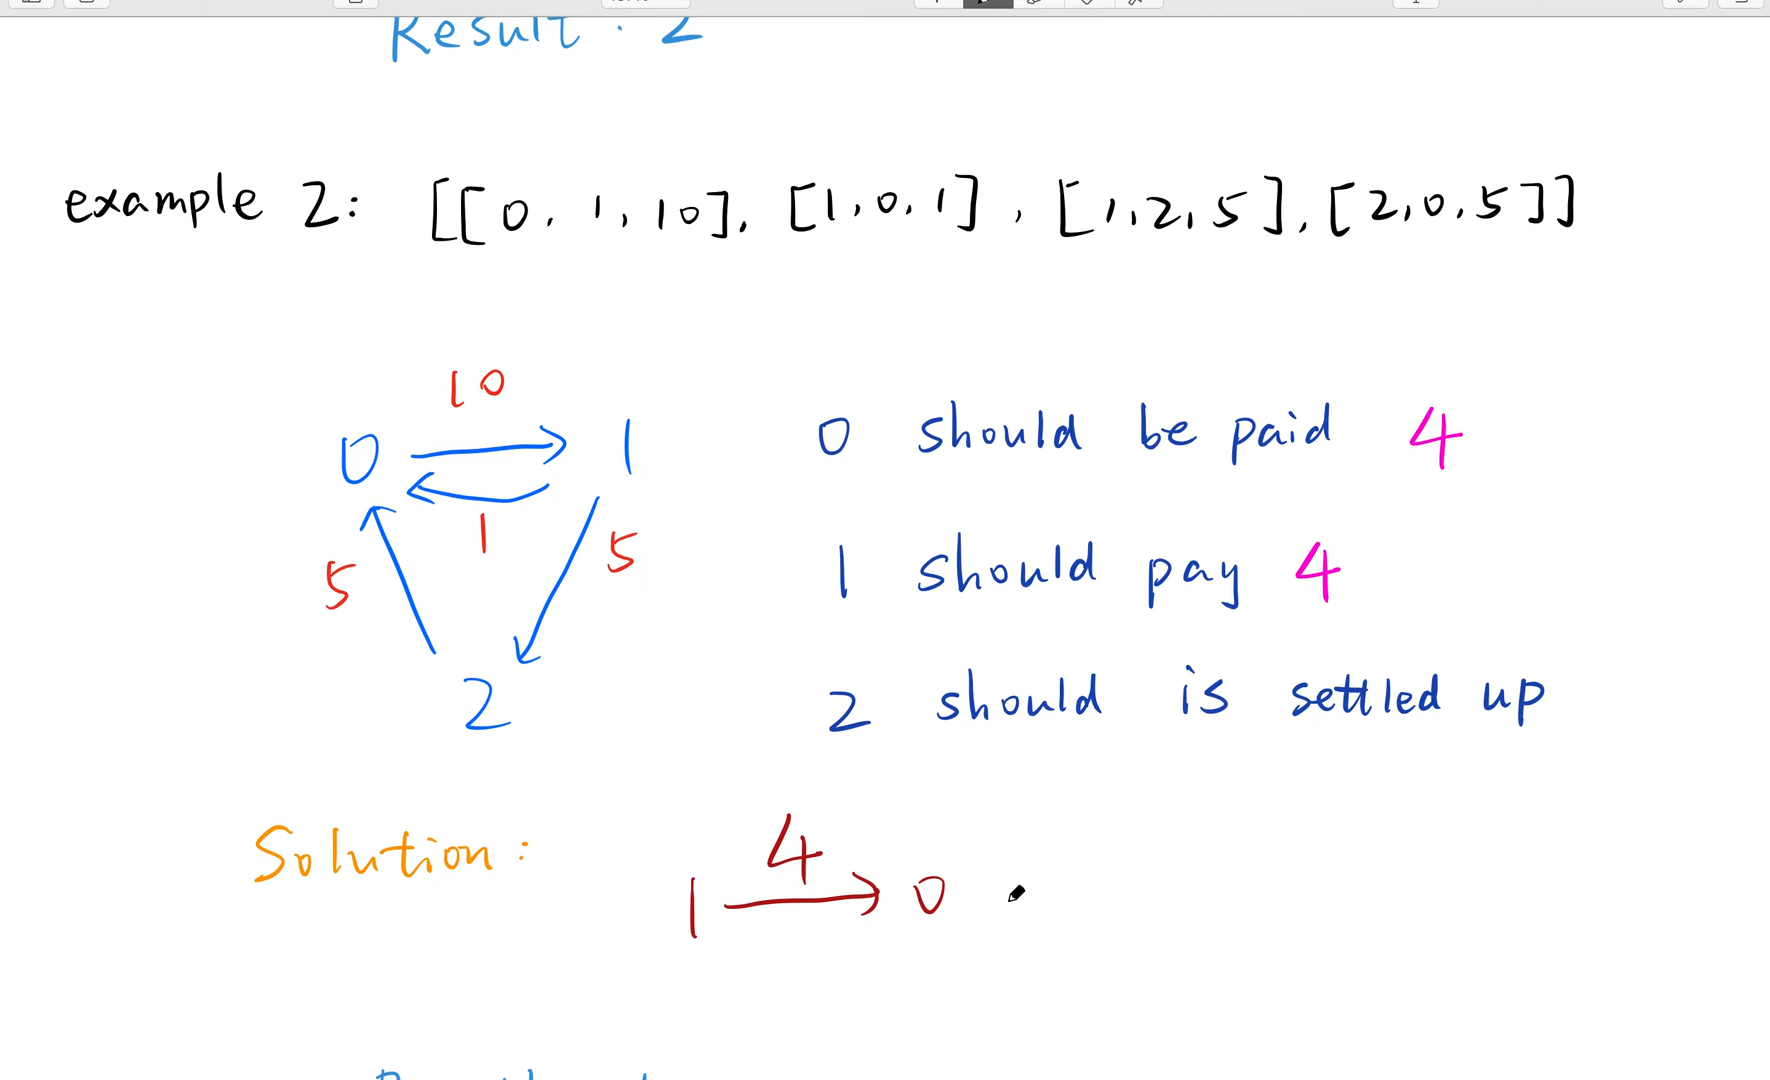 Result: 2
example 2: [[0, 1, 10], [1, 0, 1], [1, 2, 5], [2, 0, 5]]
10
0 1
1
5 5
2
0 should be paid 4
1 should pay 4
2 should is settled up
Solution:
4
1 0